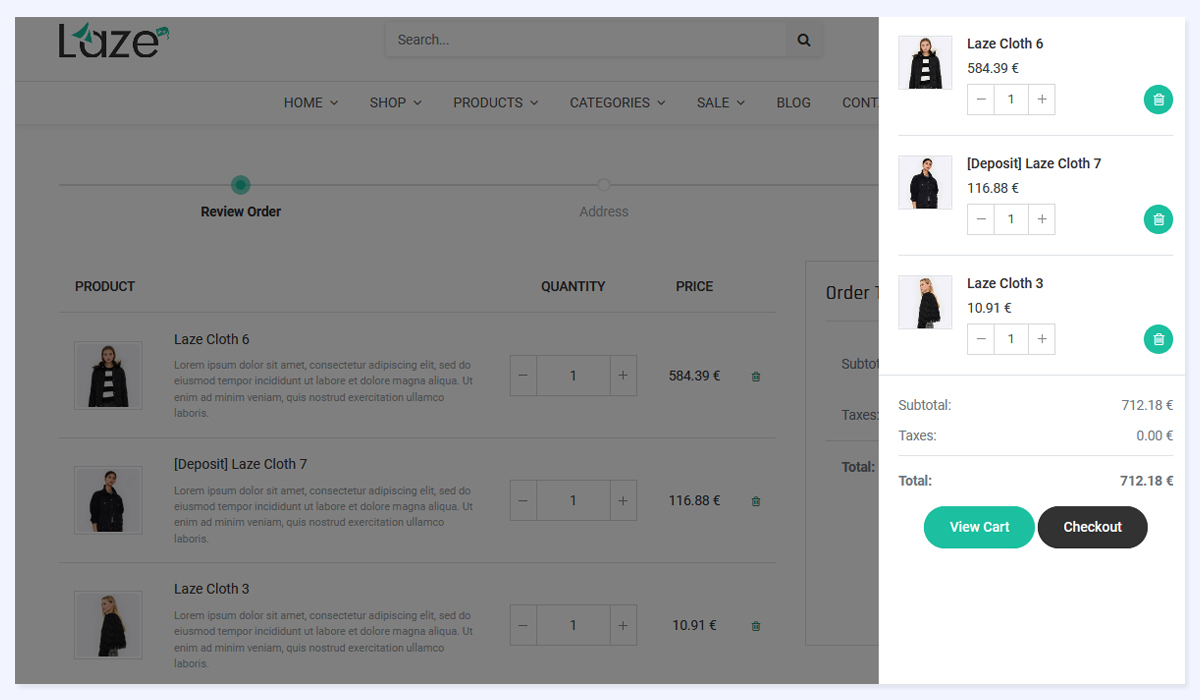 Laze
Search...
HOME SHOP PRODUCTS CATEGORIES SALE BLOG CONT
Review Order
Address
PRODUCT QUANTITY PRICE
Laze Cloth 6
Lorem ipsum dolor sit amet, consectetur adipiscing elit, sed do
eiusmod tempor incididunt ut labore et dolore magna aliqua. Ut
enim ad minim veniam, quis nostrud exercitation ullamco
laboris.
1 584.39 €
[Deposit] Laze Cloth 7
Lorem ipsum dolor sit amet, consectetur adipiscing elit, sed do
eiusmod tempor incididunt ut labore et dolore magna aliqua. Ut
enim ad minim veniam, quis nostrud exercitation ullamco
laboris.
1 116.88 €
Laze Cloth 3
Lorem ipsum dolor sit amet, consectetur adipiscing elit, sed do
eiusmod tempor incididunt ut labore et dolore magna aliqua. Ut
enim ad minim veniam, quis nostrud exercitation ullamco
laboris.
1 10.91 €
Order
Subtot
Taxes:
Total:
Laze Cloth 6
584.39 €
1
[Deposit] Laze Cloth 7
116.88 €
1
Laze Cloth 3
10.91 €
1
Subtotal: 712.18 €
Taxes: 0.00 €
Total: 712.18 €
View Cart Checkout